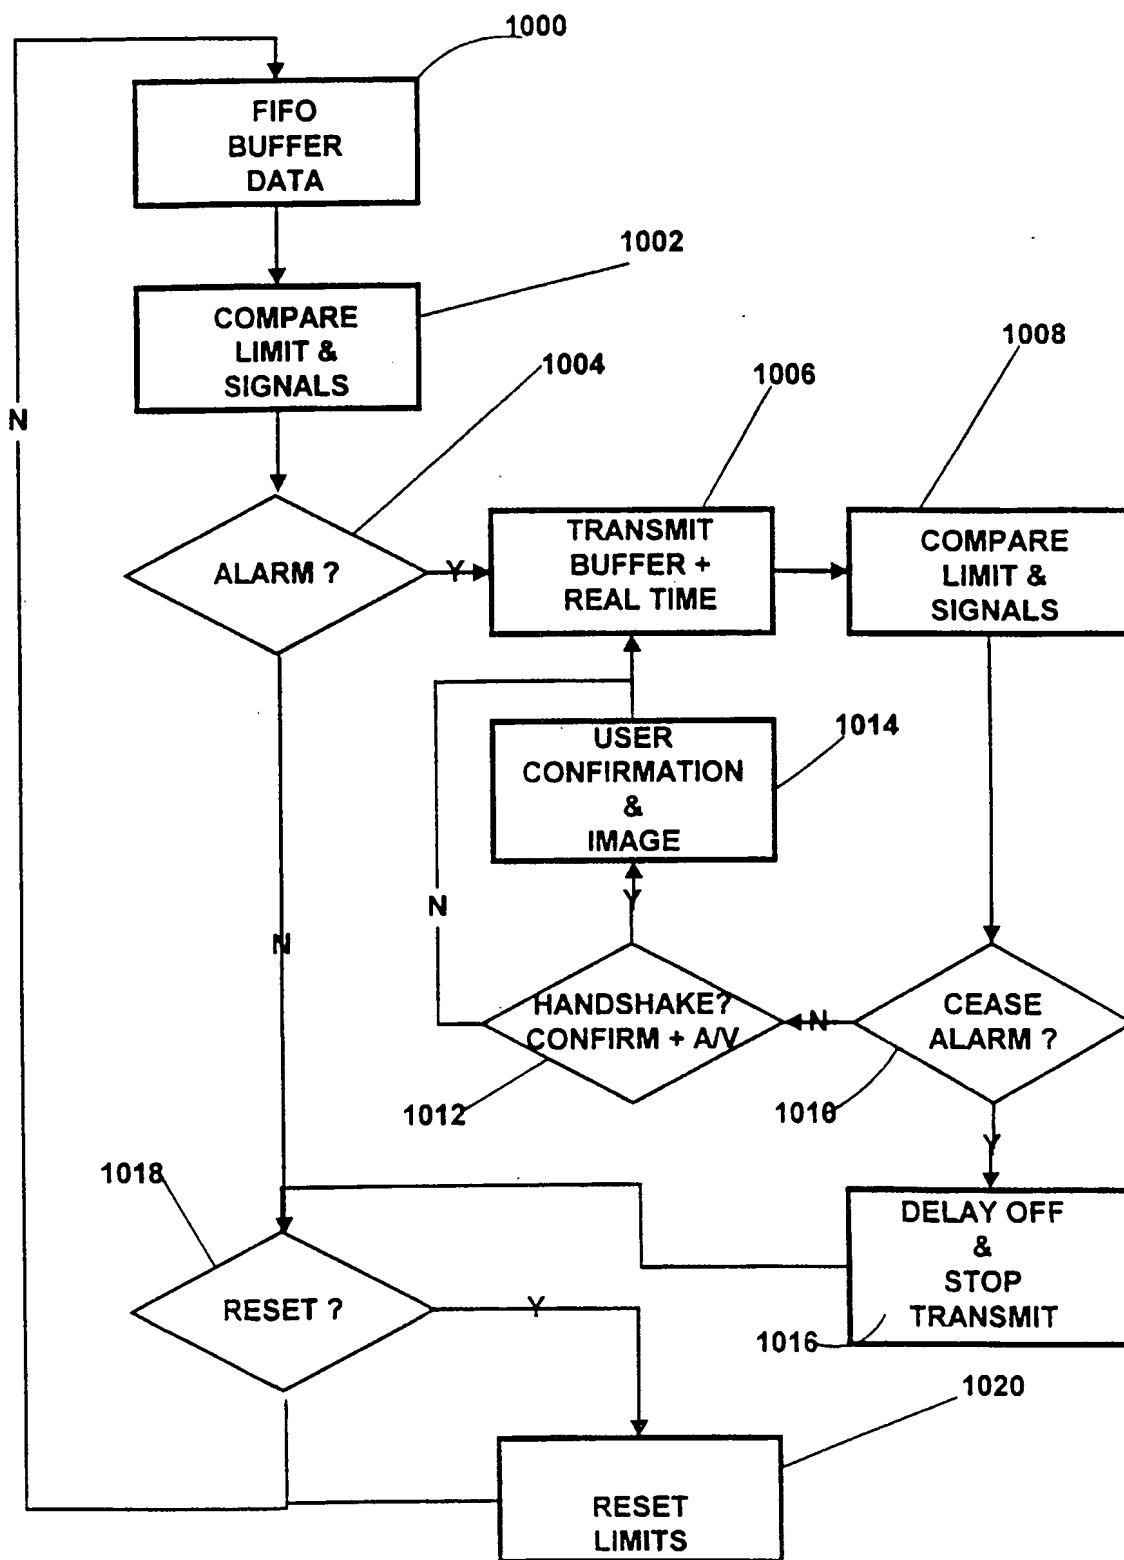 1000
FIFO
BUFFER
DATA
1002
COMPARE
LIMIT &
SIGNALS
1004
1006
1008
N
ALARM ?
Y
TRANSMIT
BUFFER +
REAL TIME
COMPARE
LIMIT &
SIGNALS
1014
USER
CONFIRMATION
&
IMAGE
N
Y
N
HANDSHAKE?
CONFIRM + A/V
N
CEASE
ALARM ?
1012
1010
Y
1018
DELAY OFF
&
STOP
TRANSMIT
1016
RESET ?
Y
1020
RESET
LIMITS